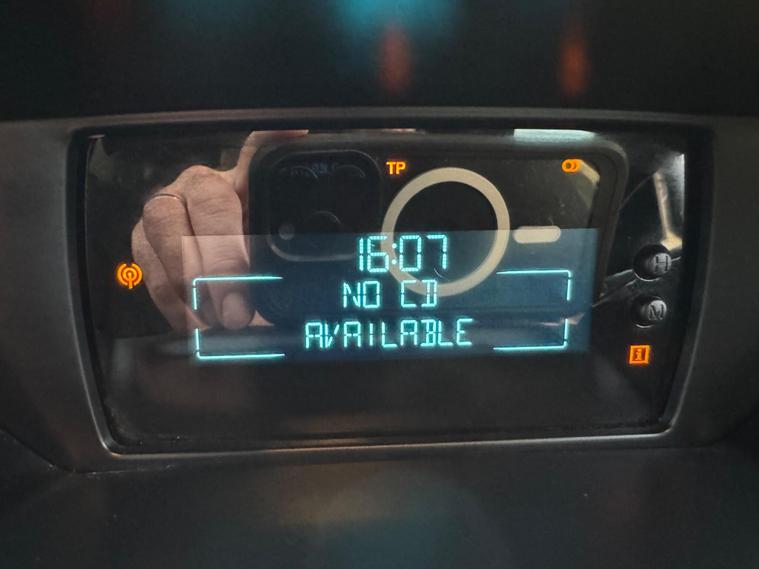 TP
16:07
NO CD
H
AVAILABLE
M
i